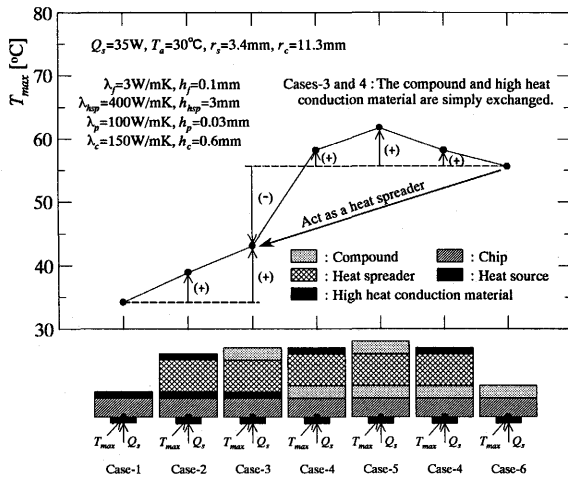 80
70
60
50
40
30
T_max [°C]
Q_s=35W, T_a=30°C, r_s=3.4mm, r_c=11.3mm
λ_f=3W/mK, h_f=0.1mm
λ_hsp=400W/mK, h_hsp=3mm
λ_p=100W/mK, h_p=0.03mm
λ_c=150W/mK, h_c=0.6mm
Cases-3 and 4 : The compound and high heat
conduction material are simply exchanged.
(+) (+) (+)
(-)
Act as a heat spreader
(+) (+)
: Compound : Chip
: Heat spreader : Heat source
: High heat conduction material
T_max Q_s T_max Q_s T_max Q_s T_max Q_s T_max Q_s T_max Q_s T_max Q_s
Case-1 Case-2 Case-3 Case-4 Case-5 Case-4 Case-6